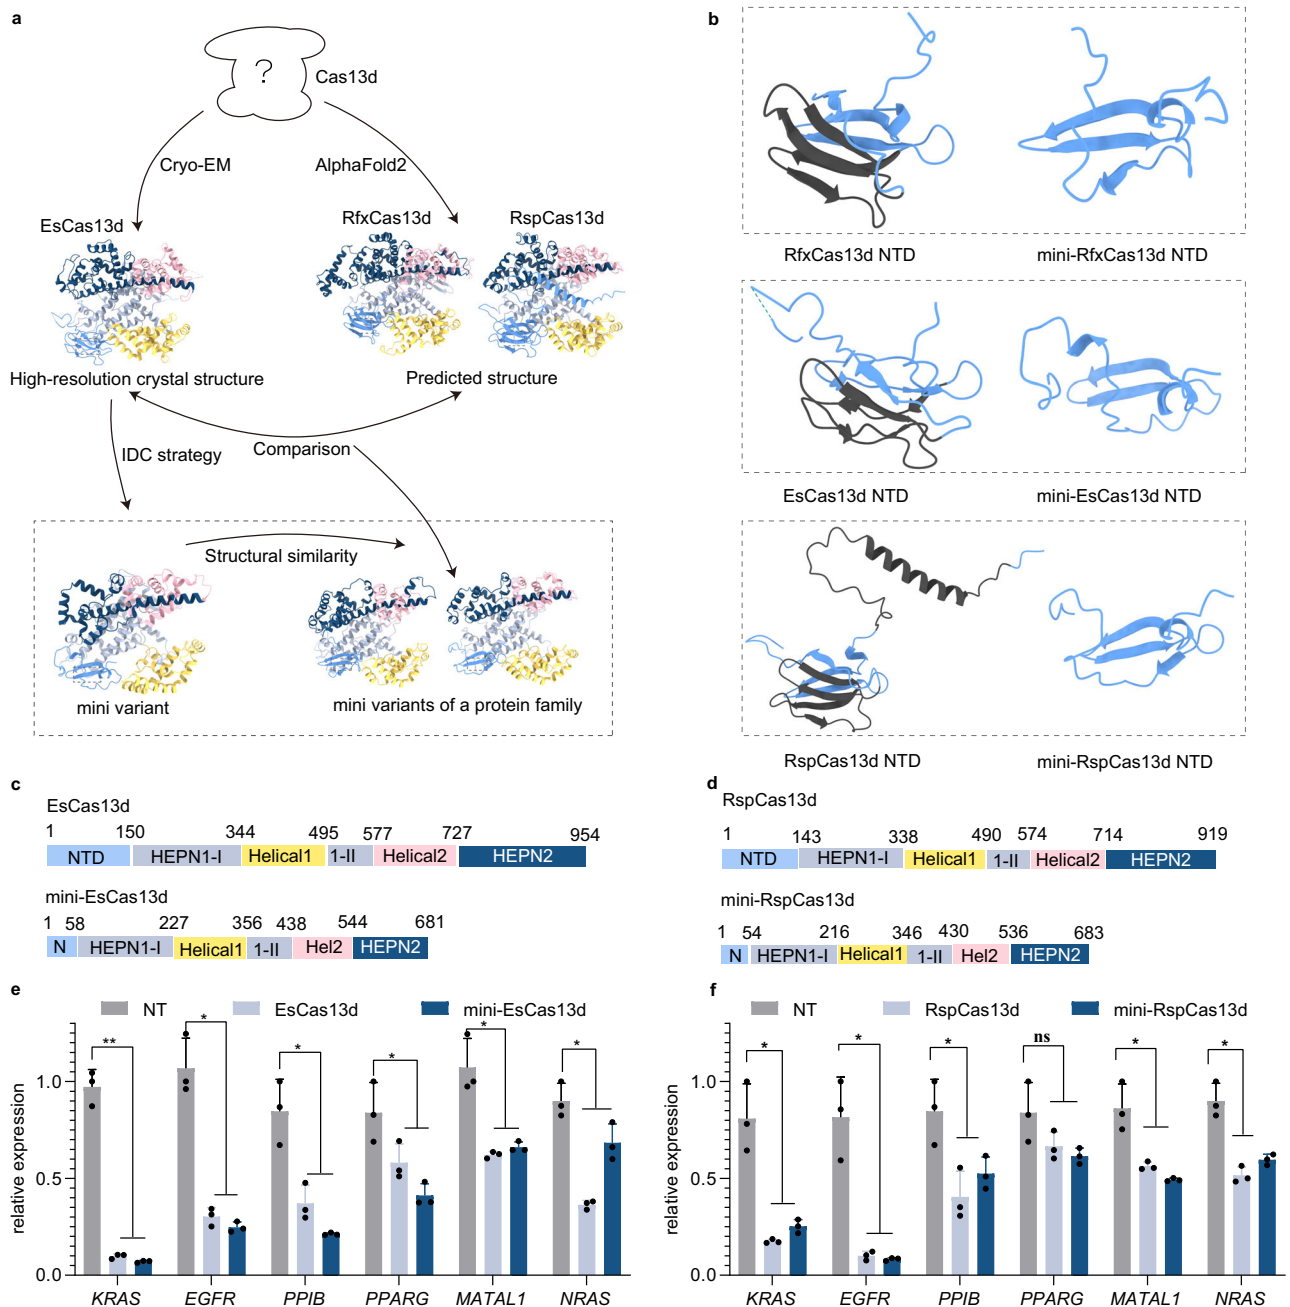 a
?
Cas13d
Cryo-EM
AlphaFold2
EsCas13d
RfxCas13d
RspCas13d
High-resolution crystal structure
Predicted structure
IDC strategy
Comparison
Structural similarity
mini variant
mini variants of a protein family
b
RfxCas13d NTD
mini-RfxCas13d NTD
EsCas13d NTD
mini-EsCas13d NTD
RspCas13d NTD
mini-RspCas13d NTD
c
EsCas13d
1 150 344 495 577 727 954
NTD HEPN1-I Helical1 1-II Helical2 HEPN2
mini-EsCas13d
1 58 227 356 438 544 681
N HEPN1-I Helical1 1-II Hel2 HEPN2
d
RspCas13d
1 143 338 490 574 714 919
NTD HEPN1-I Helical1 1-II Helical2 HEPN2
mini-RspCas13d
1 54 216 346 430 536 683
N HEPN1-I Helical1 1-II Hel2 HEPN2
e
NT EsCas13d mini-EsCas13d
** * * * * *
relative expression
1.0
0.5
0.0
KRAS EGFR PPIB PPARG MATAL1 NRAS
f
NT RspCas13d mini-RspCas13d
* * * ns * *
relative expression
1.0
0.5
0.0
KRAS EGFR PPIB PPARG MATAL1 NRAS